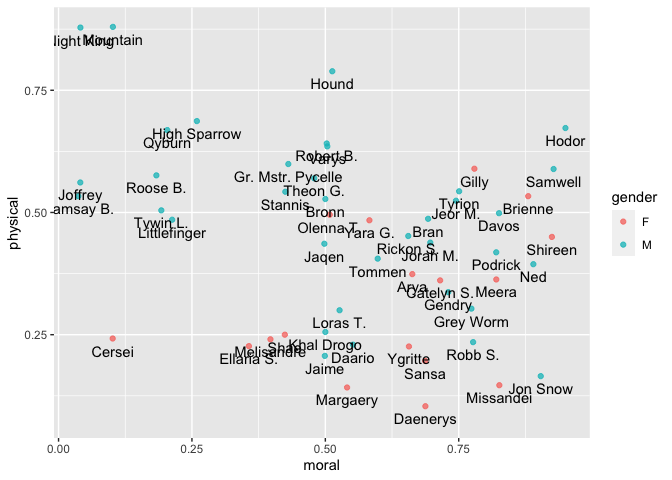 Night King
Mountain
Hound
0.75
High Sparrow
Qyburn
Hodor
Robert B.
Varys
Gr. Mstr. Pycelle
Joffrey
Roose B.
Theon G.
Gilly
Samwell
Ramsay B.
Stannis
Tyrion
Brienne
0.50
Tywin L.
Bronn
Jeor M.
Littlefinger
Olenna T.
Yara G.
Bran
Davos
Jaqen
Rickon S.
Jorah M.
Shireen
Tommen
Podrick
Ned
Arya
Catelyn S.
Meera
Gendry
Loras T.
Grey Worm
0.25
Cersei
Melisandre
Shae
Khal Drogo
Ellaria S.
Daario
Ygritte
Robb S.
Jaime
Sansa
Jon Snow
Margaery
Missandei
Daenerys
0.00
0.25
0.50
0.75
moral
physical
gender
F
M